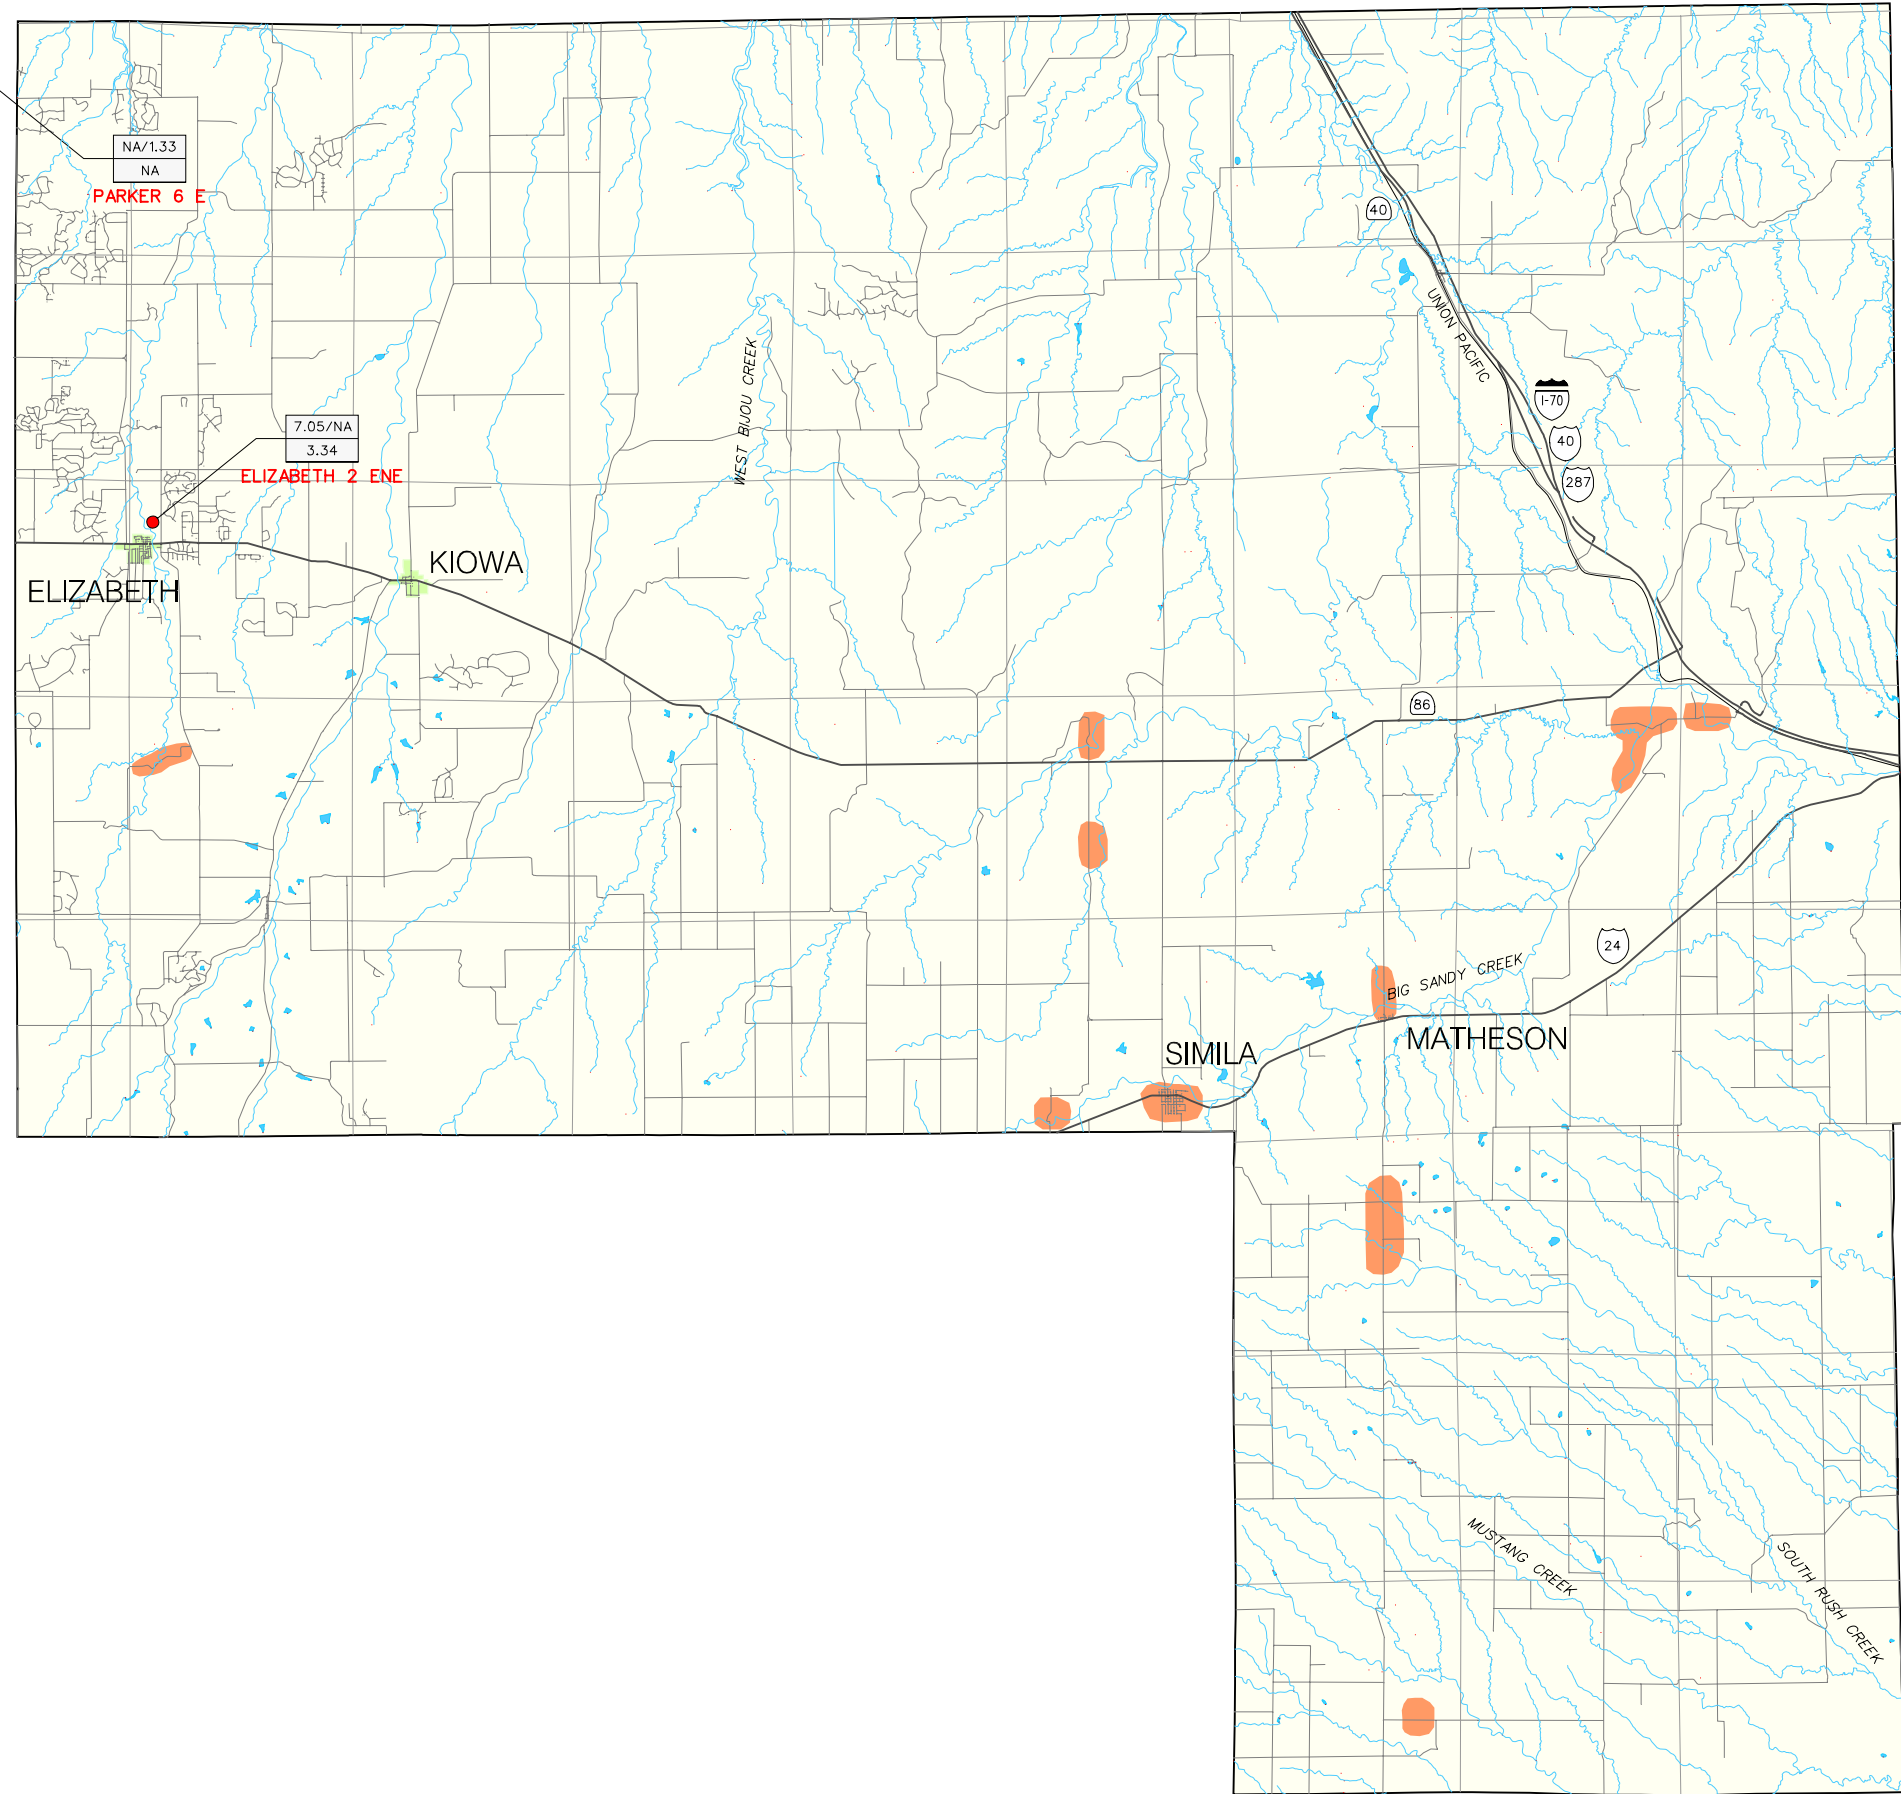 NA/1.33
NA
PARKER 6 E
40
UNION PACIFIC
WEST BIJOU CREEK
I-70
40
287
7.05/NA
3.34
ELIZABETH 2 ENE
KIOWA
ELIZABETH
86
24
BIG SANDY CREEK
MATHESON
SIMILA
MUSTANG CREEK
SOUTH RUSH CREEK